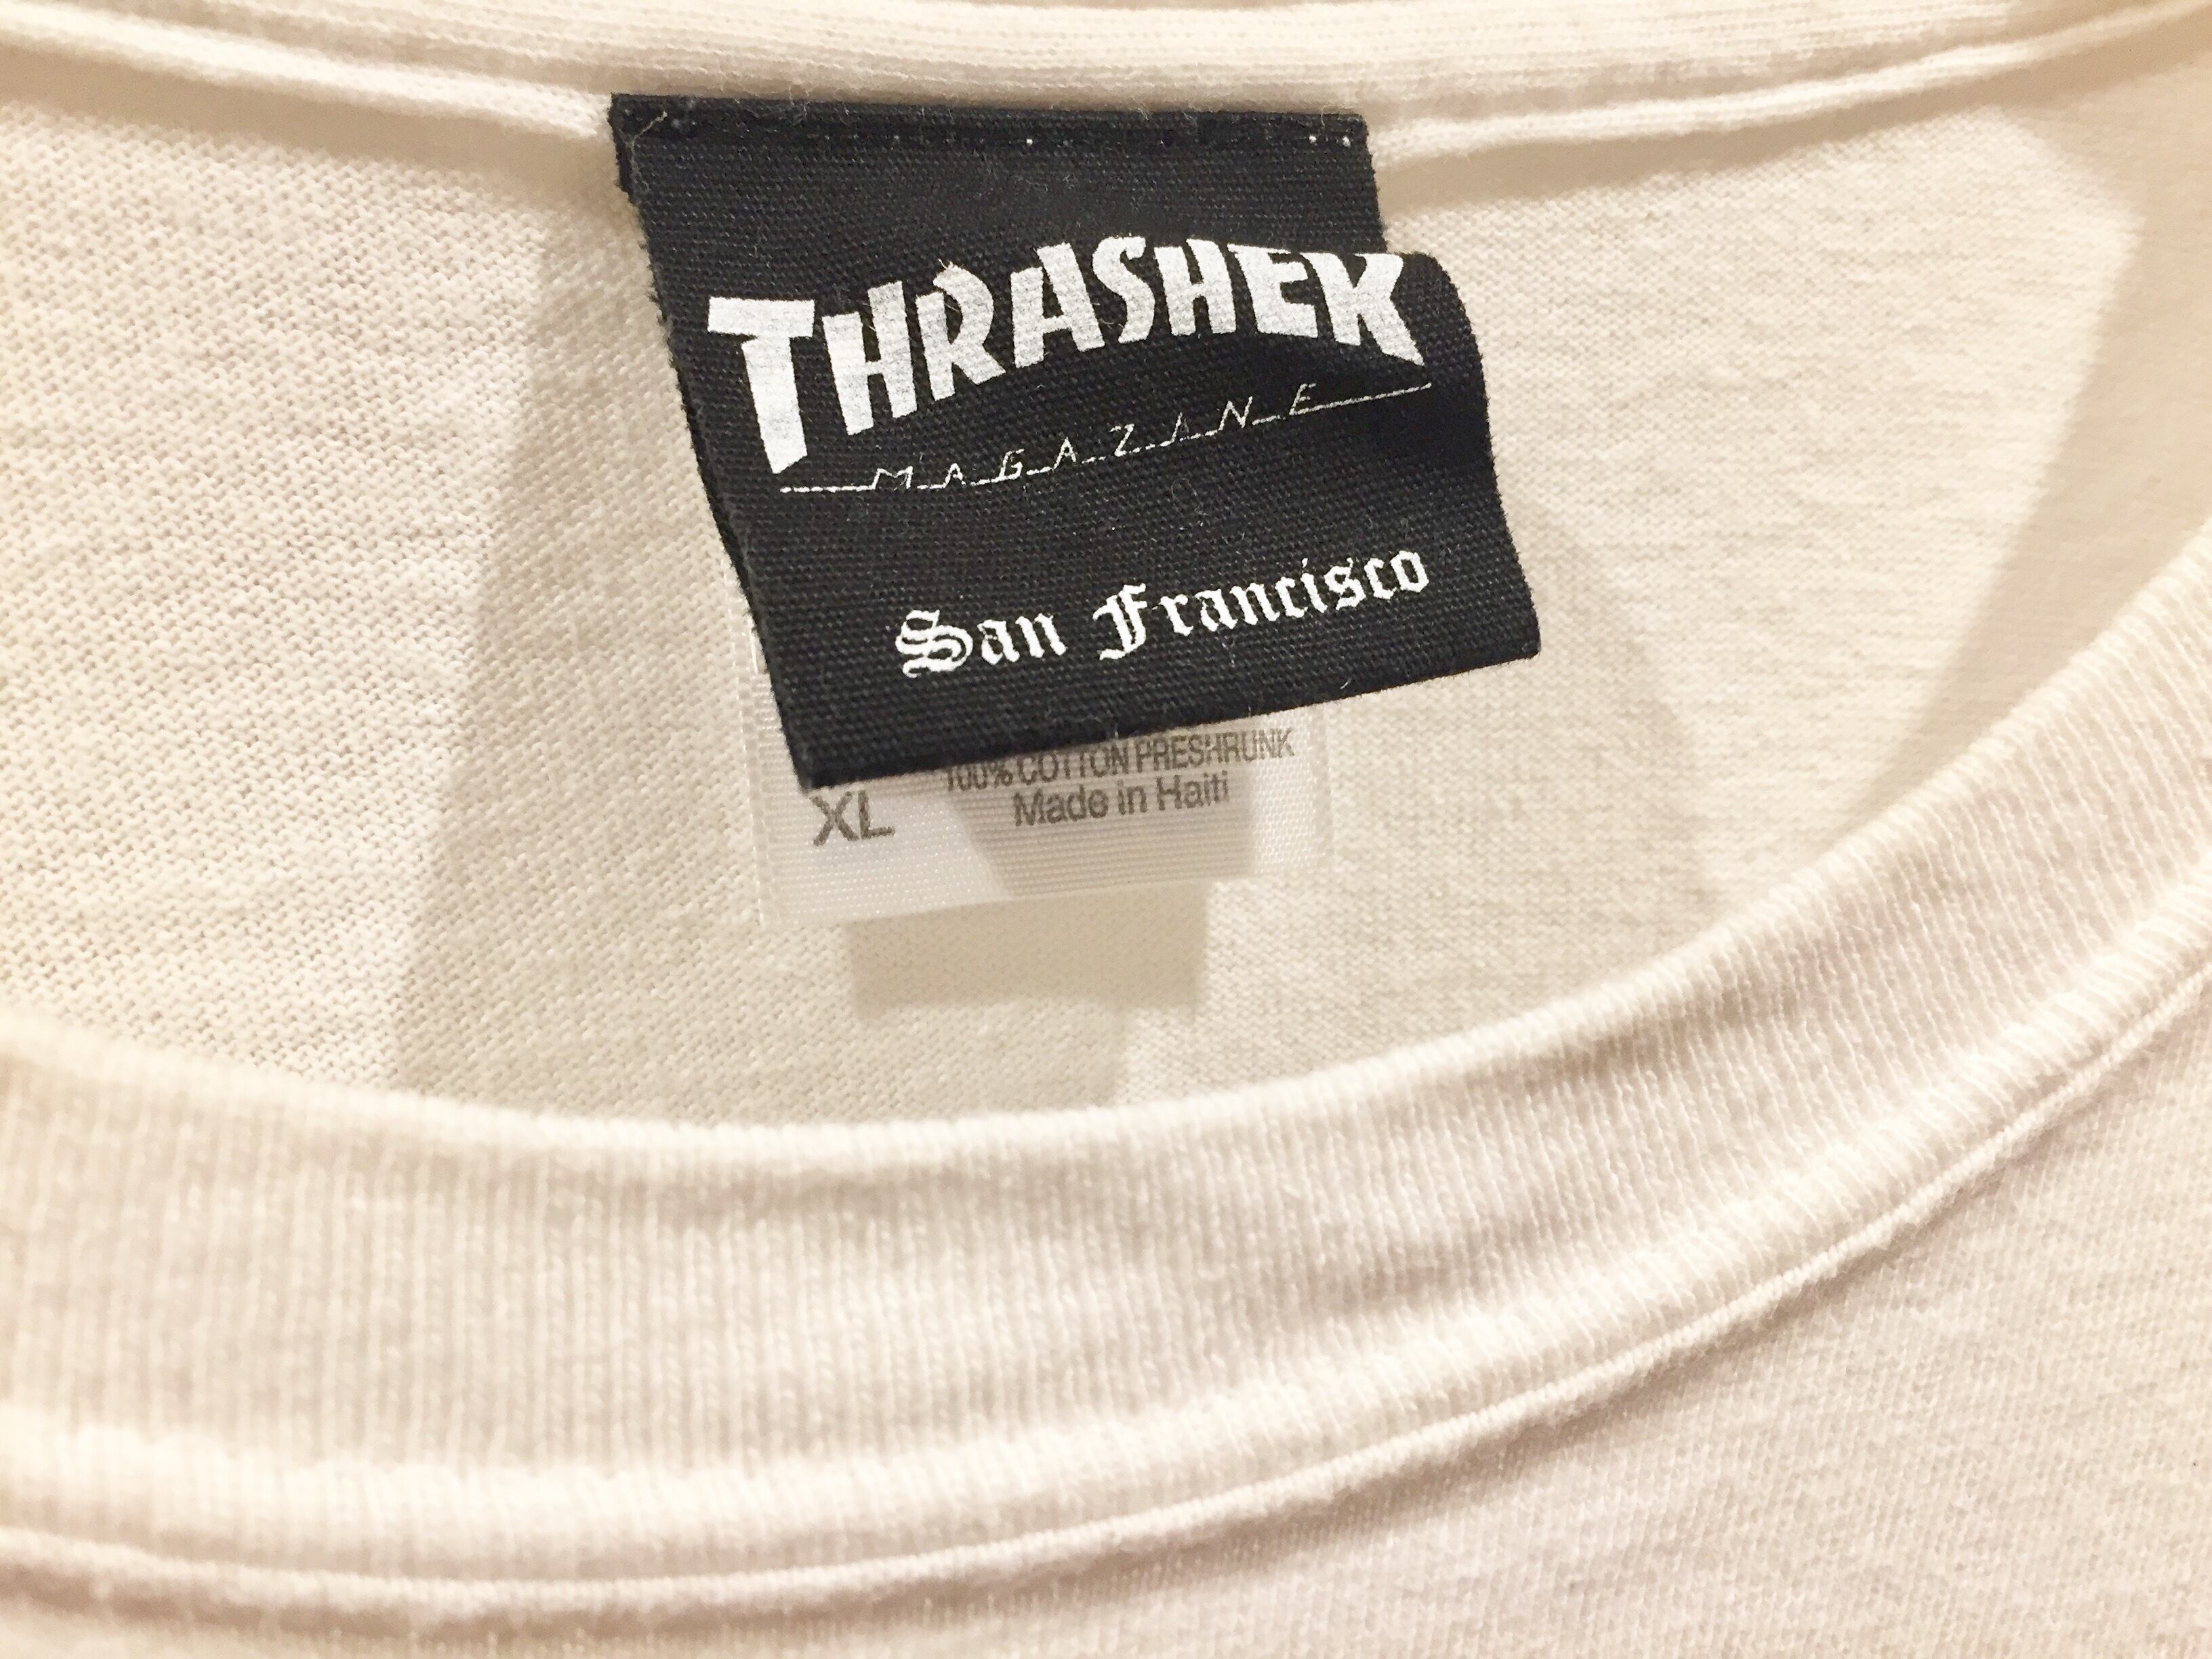 THRASHER
MAGAZINE
San Francisco
100% COTTON PRESHRUNK
XL
Made in Haiti